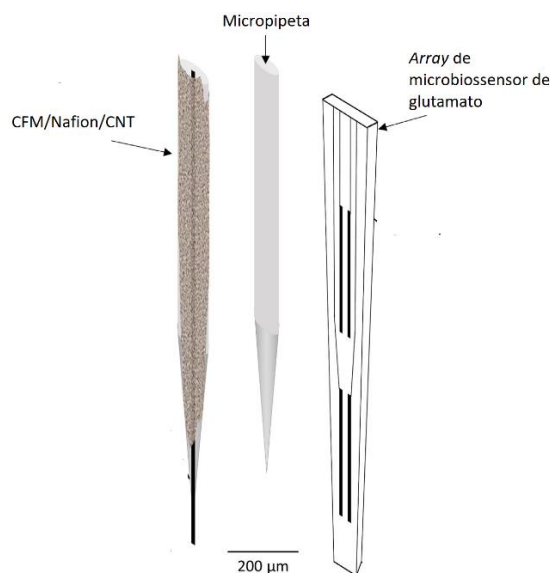 Micropipeta
Array de
microbiossensor de
glutamato
CFM/Nafion/CNT
200 µm